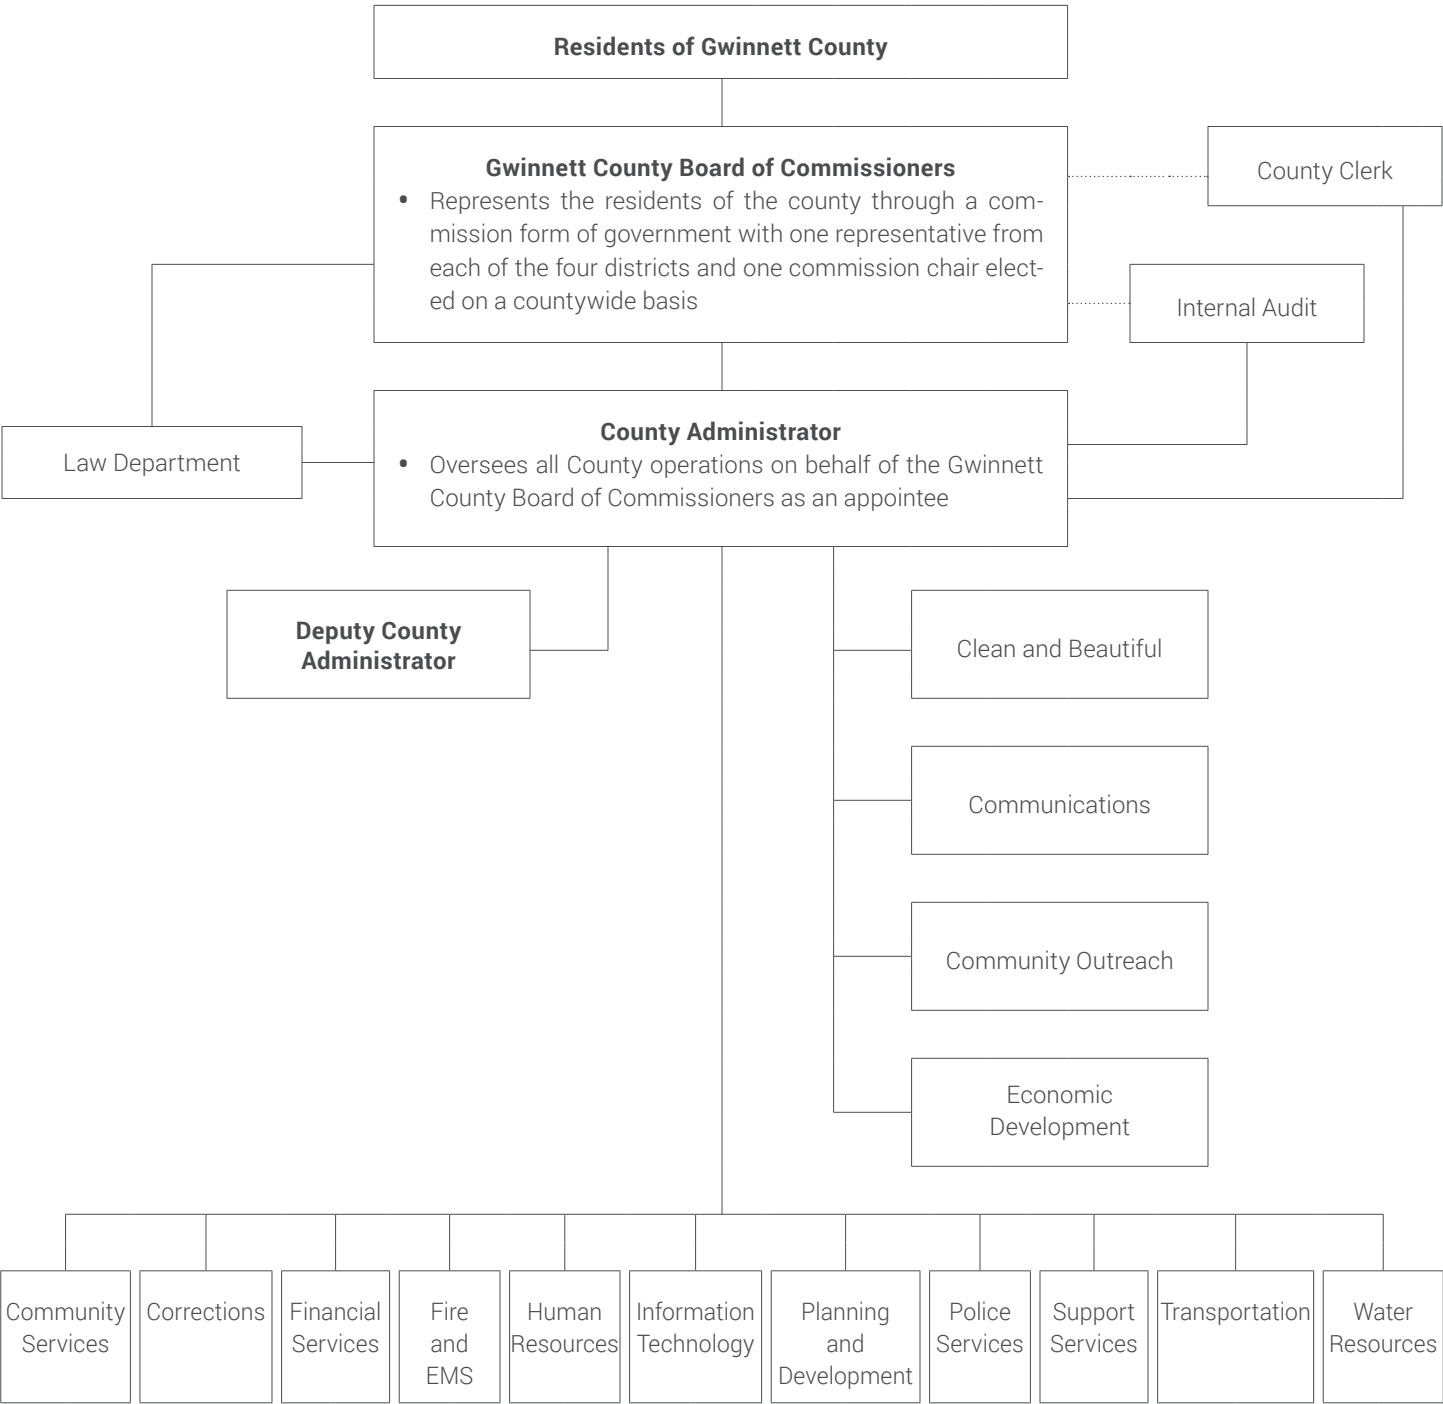 Residents of Gwinnett County
Gwinnett County Board of Commissioners
• Represents the residents of the county through a com-
mission form of government with one representative from
each of the four districts and one commission chair elect-
ed on a countywide basis
County Clerk
Internal Audit
County Administrator
• Oversees all County operations on behalf of the Gwinnett
County Board of Commissioners as an appointee
Law Department
Deputy County
Administrator
Clean and Beautiful
Communications
Community Outreach
Economic
Development
Community
Services
Corrections
Financial
Services
Fire
and
EMS
Human
Resources
Information
Technology
Planning
and
Development
Police
Services
Support
Services
Transportation
Water
Resources